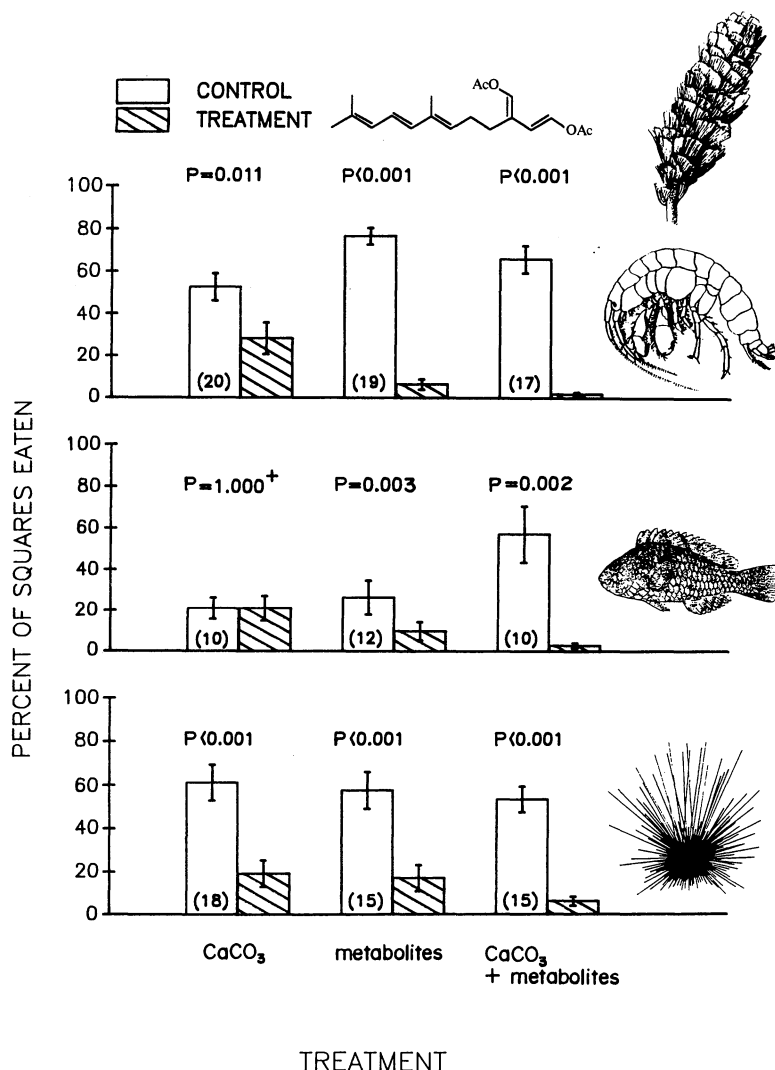 CONTROL
TREATMENT
AcO
OAc
PERCENT OF SQUARES EATEN
P=0.011 P<0.001 P<0.001
100
80
60
40
20
0
(20) (19) (17)
P=1.000+ P=0.003 P=0.002
100
80
60
40
20
0
(10) (12) (10)
P<0.001 P<0.001 P<0.001
100
80
60
40
20
0
(18) (15) (15)
CaCO₃ metabolites CaCO₃
+ metabolites
TREATMENT